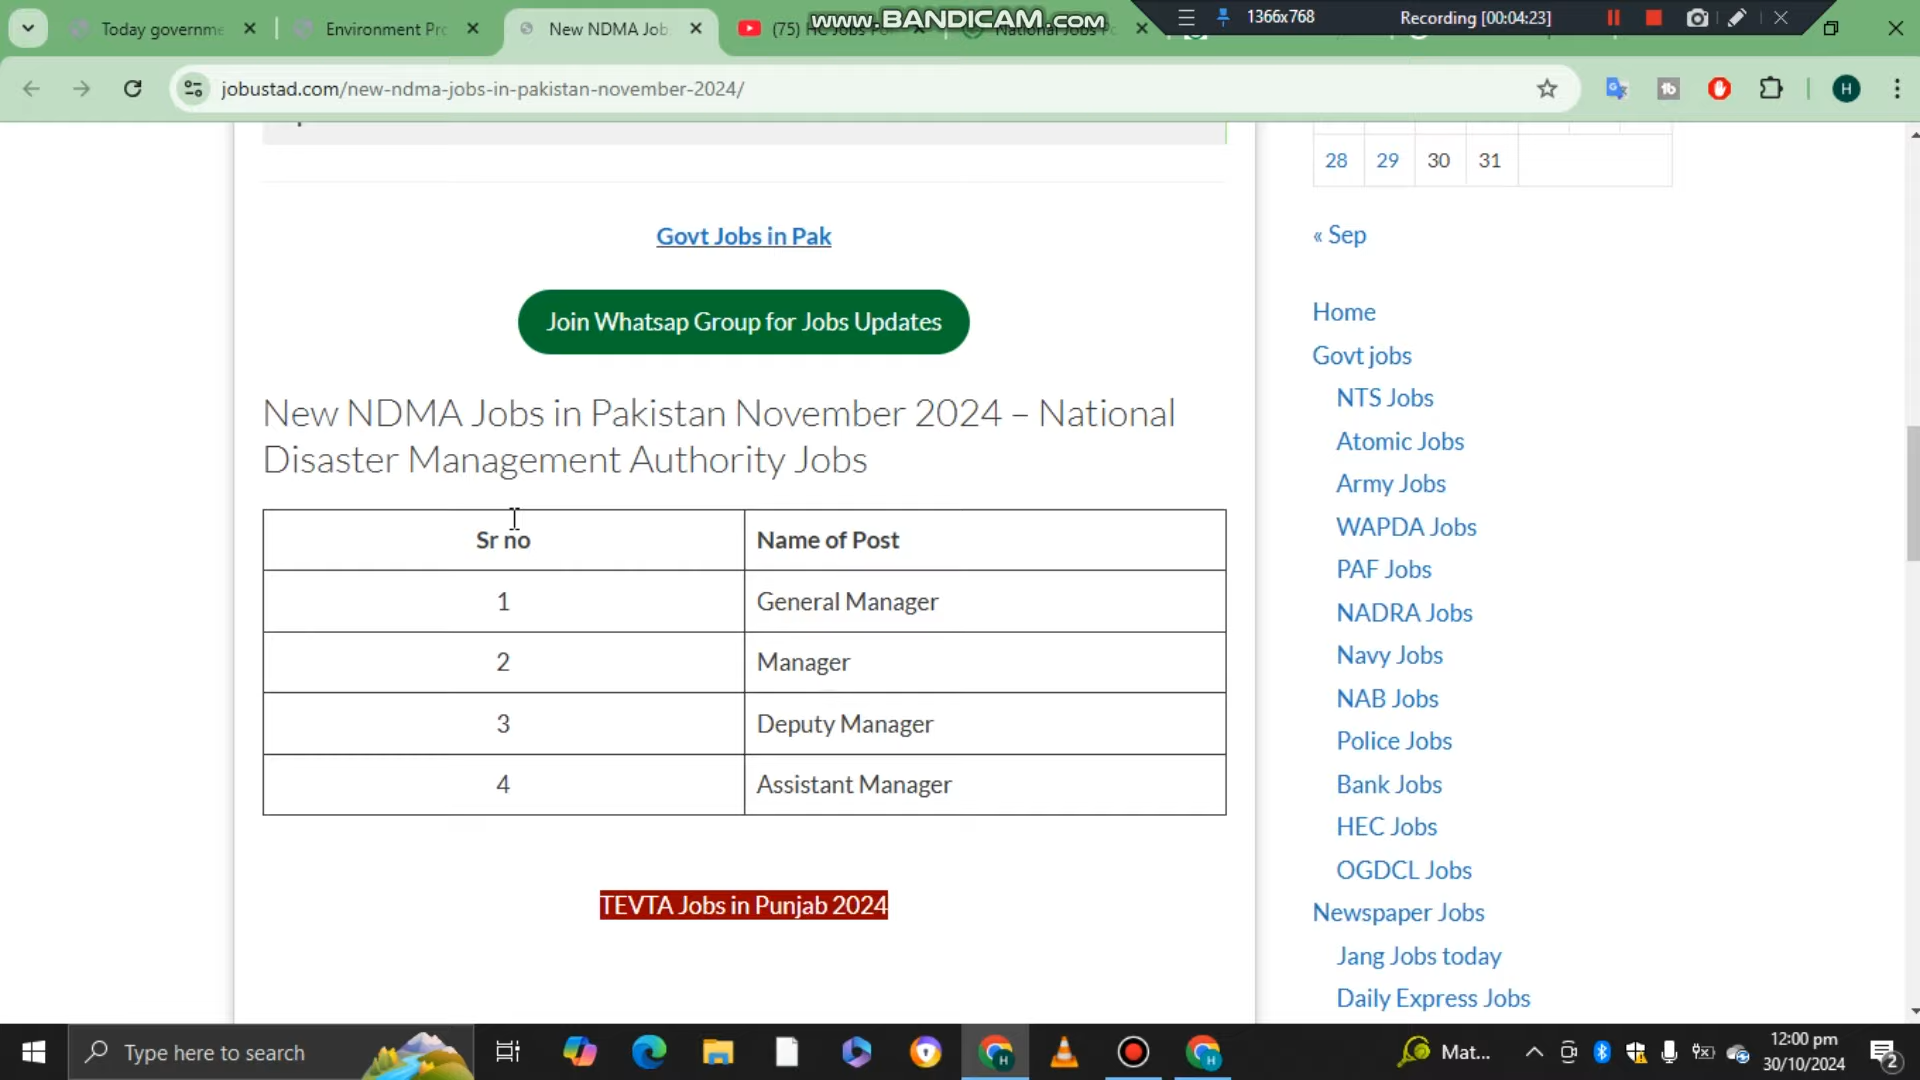 Today governme
Environment Pro
New NDMA Job
(75)
www.BANDICAM.com
1366x768
Recording [00:04:23]
jobustad.com/new-ndma-jobs-in-pakistan-november-2024/
H
28 29 30 31
« Sep
Govt Jobs in Pak
Join Whatsap Group for Jobs Updates
New NDMA Jobs in Pakistan November 2024 – National
Disaster Management Authority Jobs
Sr no Name of Post
1 General Manager
2 Manager
3 Deputy Manager
4 Assistant Manager
TEVTA Jobs in Punjab 2024
Home
Govt jobs
NTS Jobs
Atomic Jobs
Army Jobs
WAPDA Jobs
PAF Jobs
NADRA Jobs
Navy Jobs
NAB Jobs
Police Jobs
Bank Jobs
HEC Jobs
OGDCL Jobs
Newspaper Jobs
Jang Jobs today
Daily Express Jobs
Type here to search
Mat...
12:00 pm
30/10/2024
2